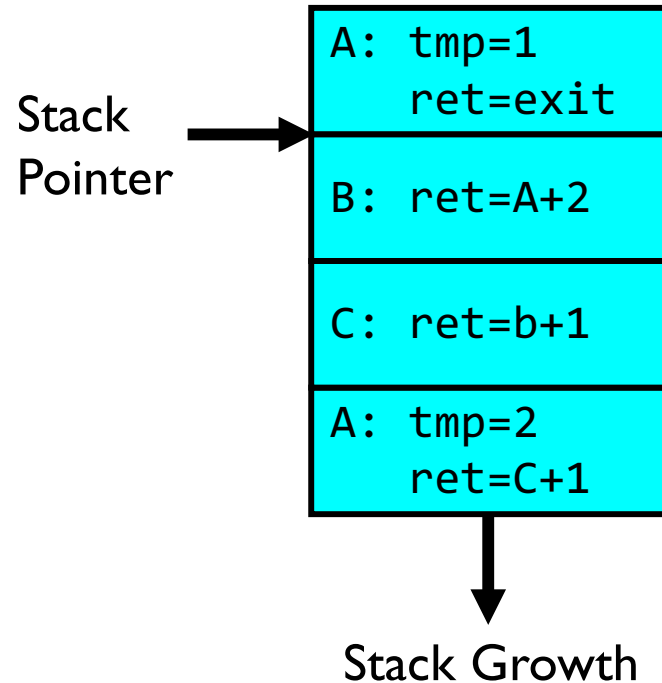 A: tmp=1
ret=exit
Stack
Pointer
B: ret=A+2
C: ret=b+1
A: tmp=2
ret=C+1
Stack Growth